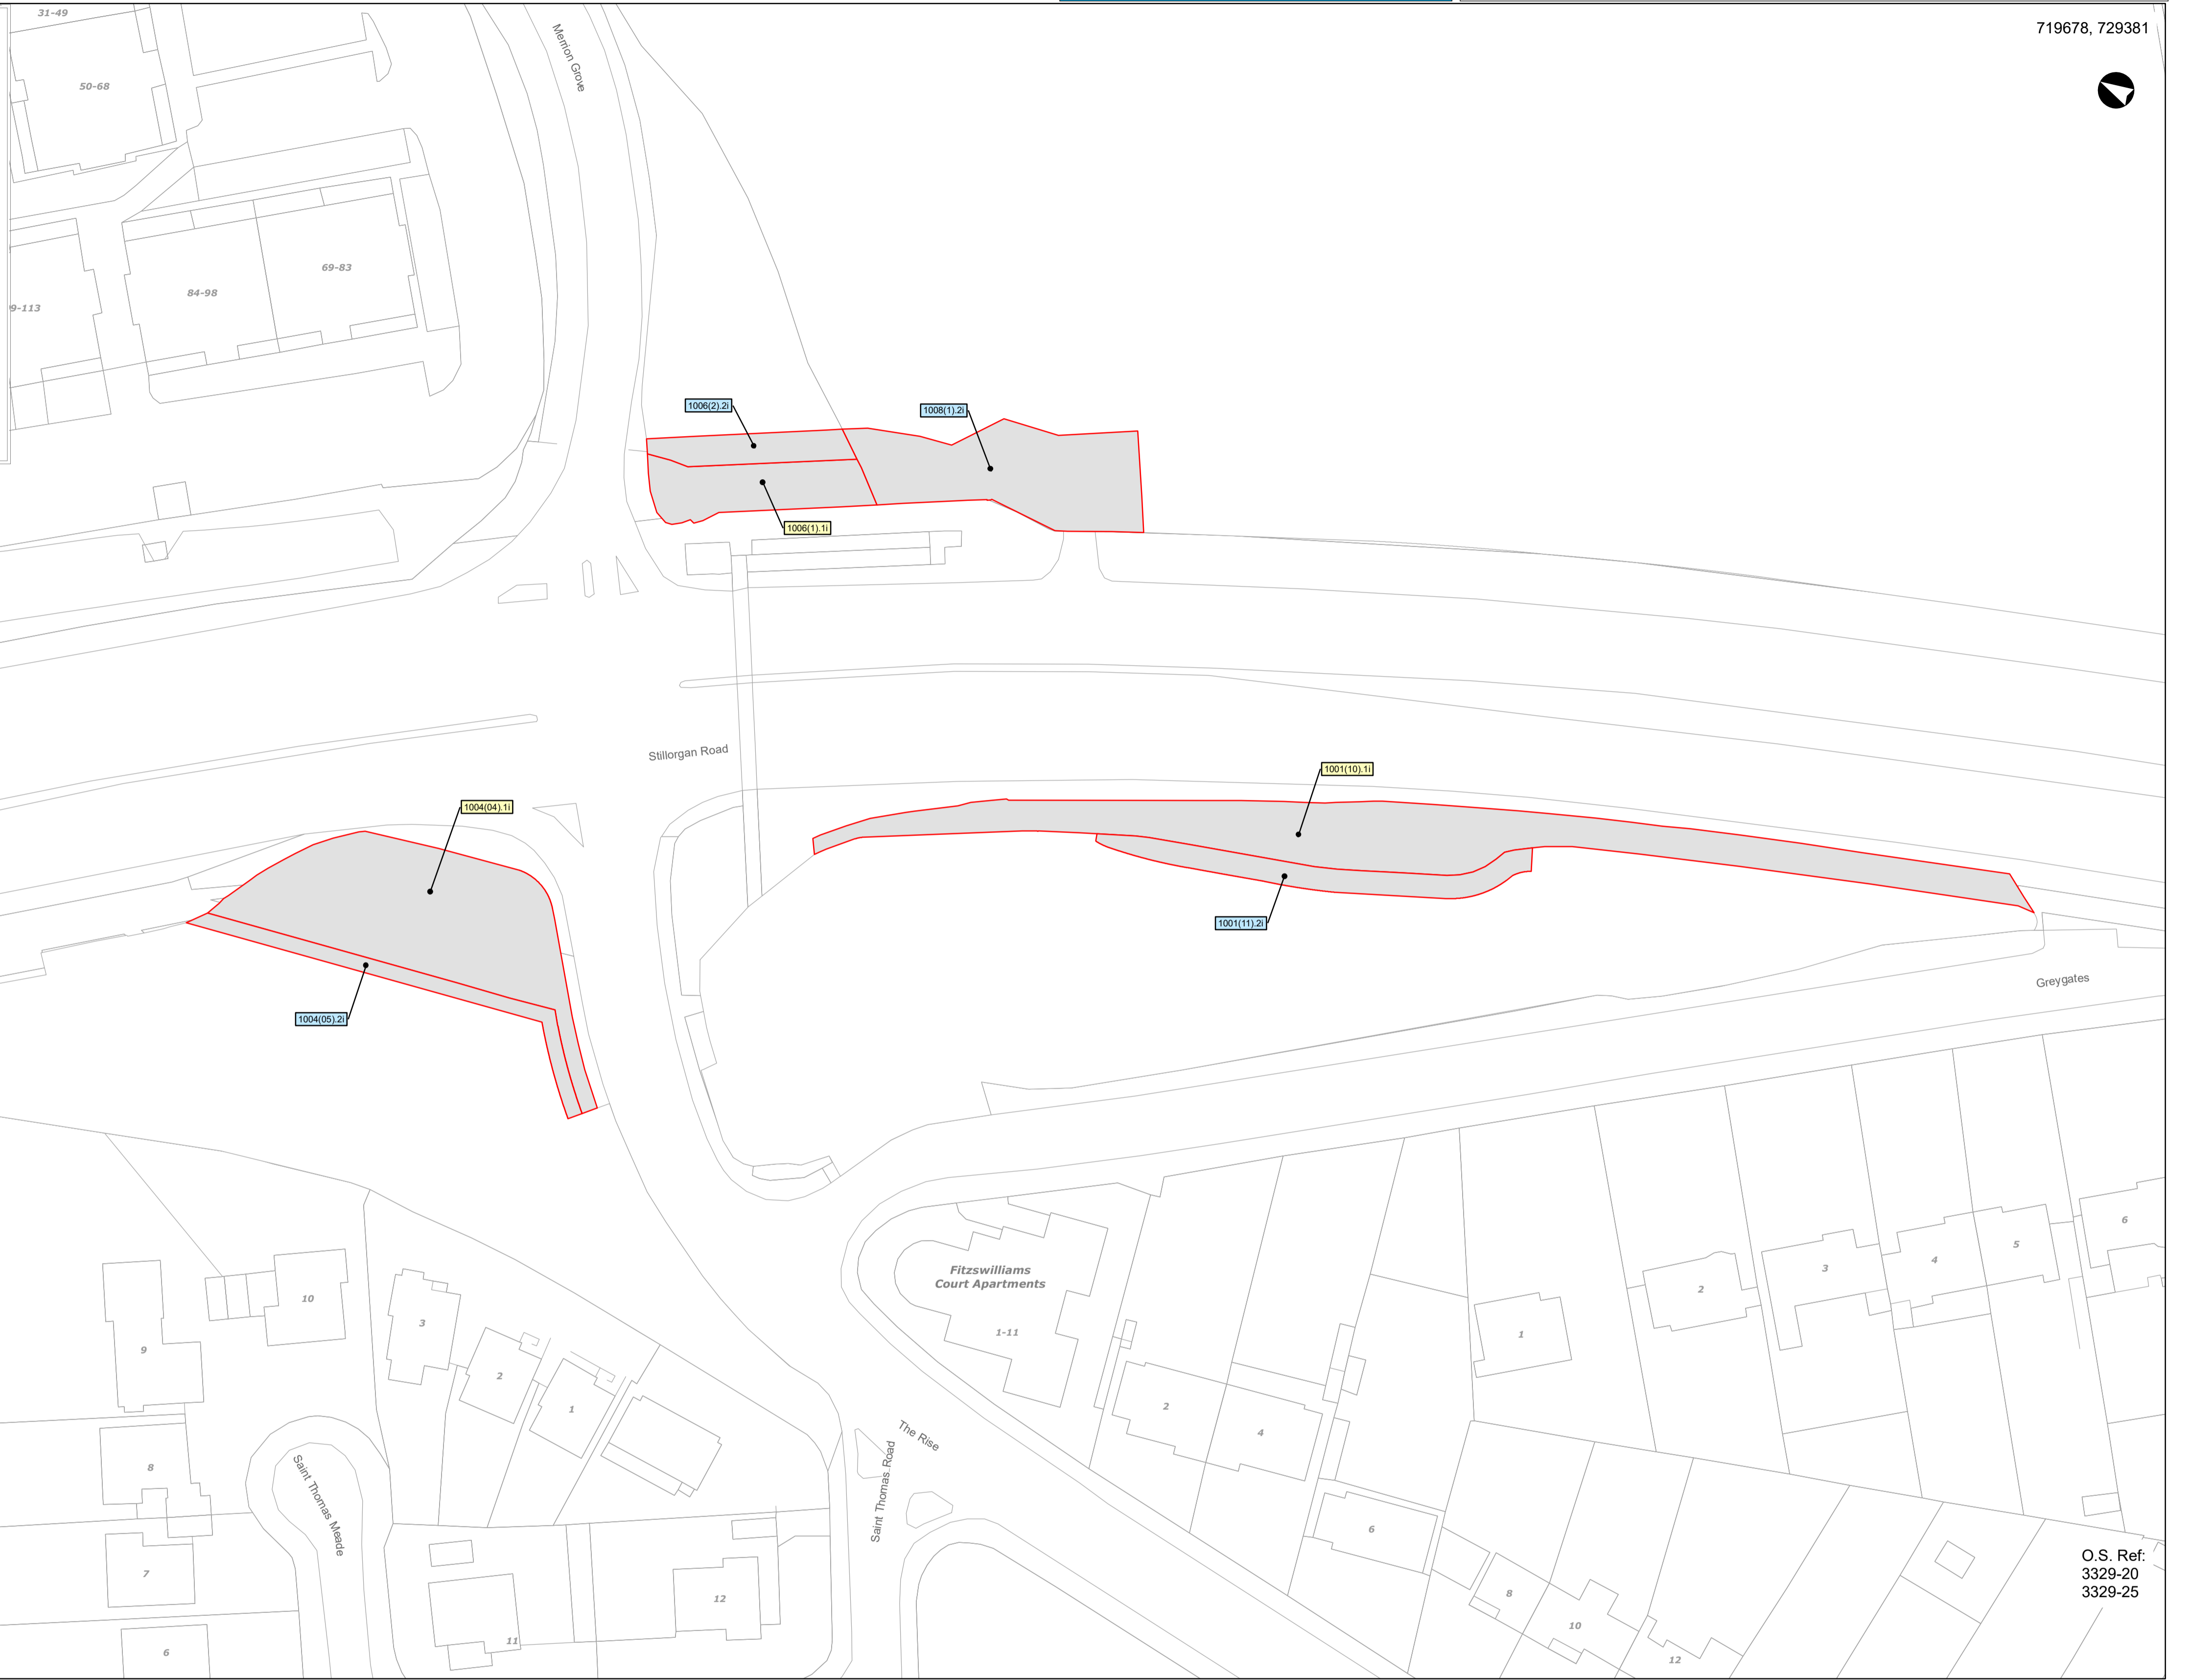 31-49
719678, 729381
Merrion Grove
50-68
69-83
84-98
9-113
1006(2).2i
1008(1).2i
1006(1).1i
Stillorgan Road
1001(10).1i
1004(04).1i
1001(11).2i
1004(05).2i
Greygates
Fitzswilliams
Court Apartments
1-11
6
5
4
3
2
1
10
3
9
2
1
2
4
The Rise
Saint Thomas Road
Saint Thomas Meade
8
7
6
6
8
10
12
12
11
O.S. Ref:
3329-20
3329-25